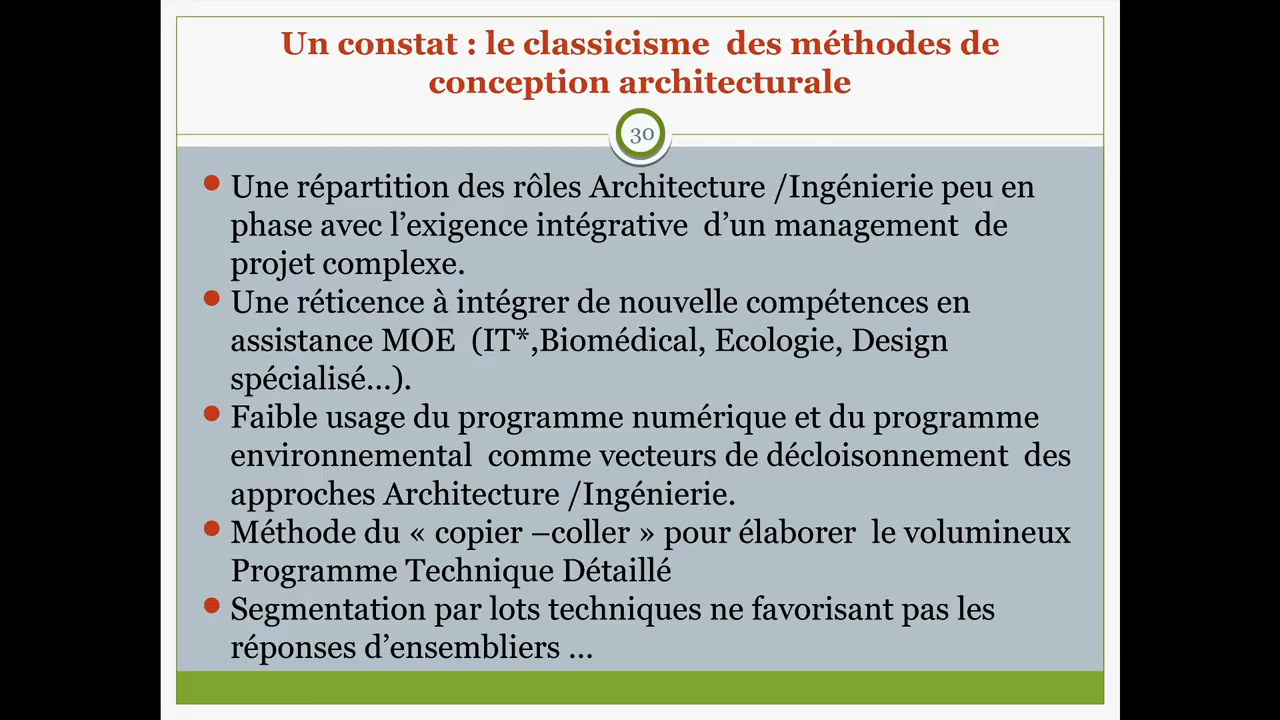 Un constat : le classicisme des méthodes de
conception architecturale
30
Une répartition des rôles Architecture /Ingénierie peu en
phase avec l’exigence intégrative d’un management de
projet complexe.
Une réticence à intégrer de nouvelle compétences en
assistance MOE (IT*,Biomédical, Ecologie, Design
spécialisé…).
Faible usage du programme numérique et du programme
environnemental comme vecteurs de décloisonnement des
approches Architecture /Ingénierie.
Méthode du « copier –coller » pour élaborer le volumineux
Programme Technique Détaillé
Segmentation par lots techniques ne favorisant pas les
réponses d’ensembliers …